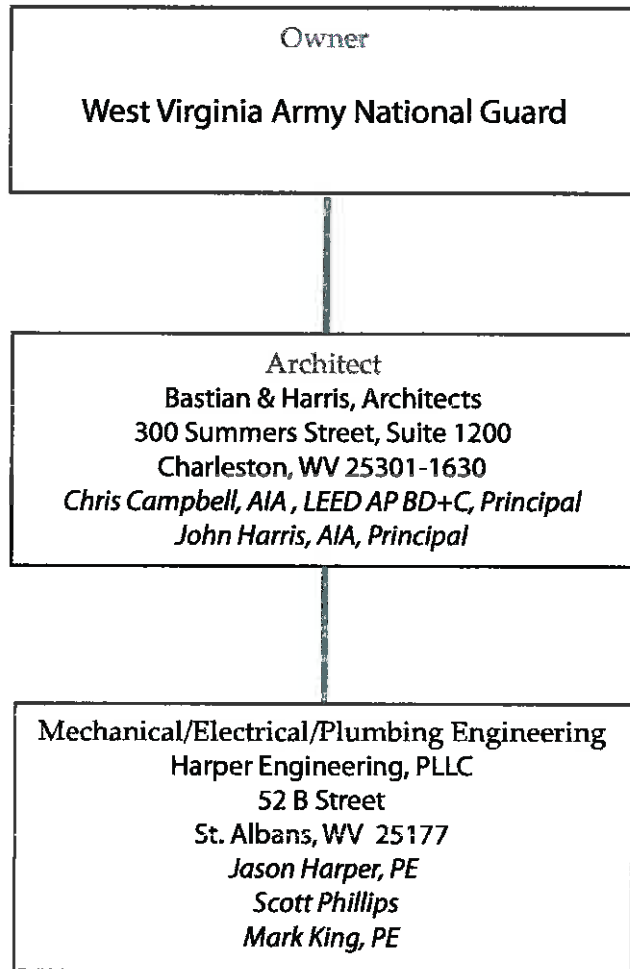 Owner
West Virginia Army National Guard
Architect
Bastian & Harris, Architects
300 Summers Street, Suite 1200
Charleston, WV 25301-1630
Chris Campbell, AIA , LEED AP BD+C, Principal
John Harris, AIA, Principal
Mechanical/Electrical/Plumbing Engineering
Harper Engineering, PLLC
52 B Street
St. Albans, WV 25177
Jason Harper, PE
Scott Phillips
Mark King, PE